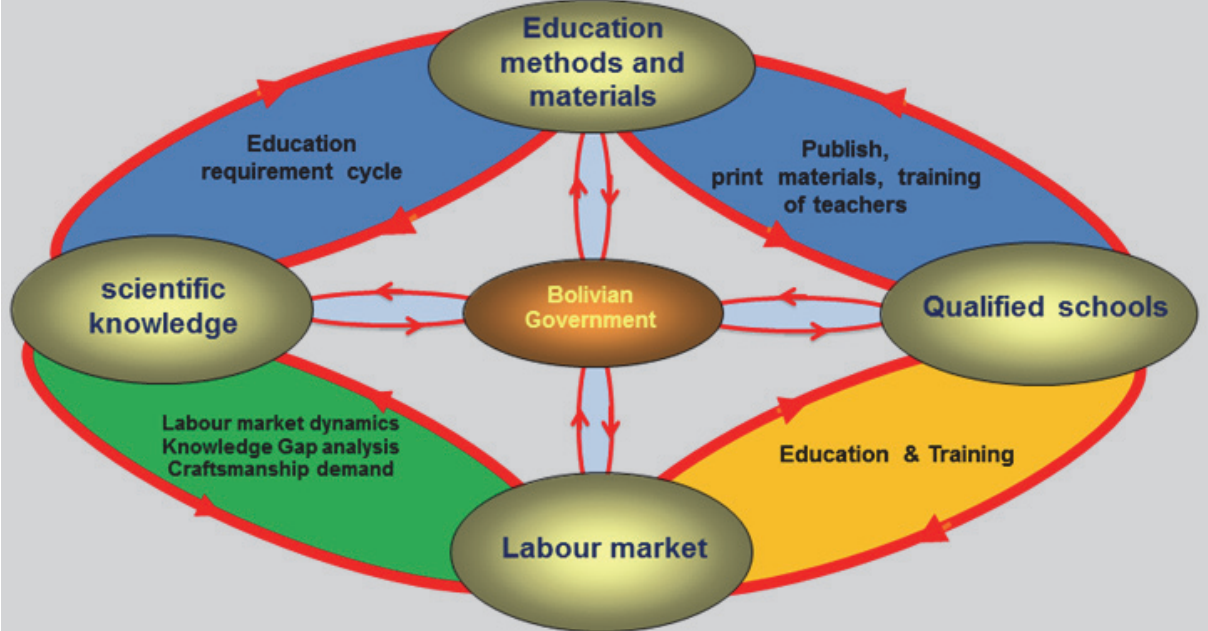 Education
methods and
materials
Education
requirement cycle
Publish,
print materials, training
of teachers
scientific
knowledge
Bolivian
Government
Qualified schools
Labour market dynamics
Knowledge Gap analysis
Craftsmanship demand
Education & Training
Labour market